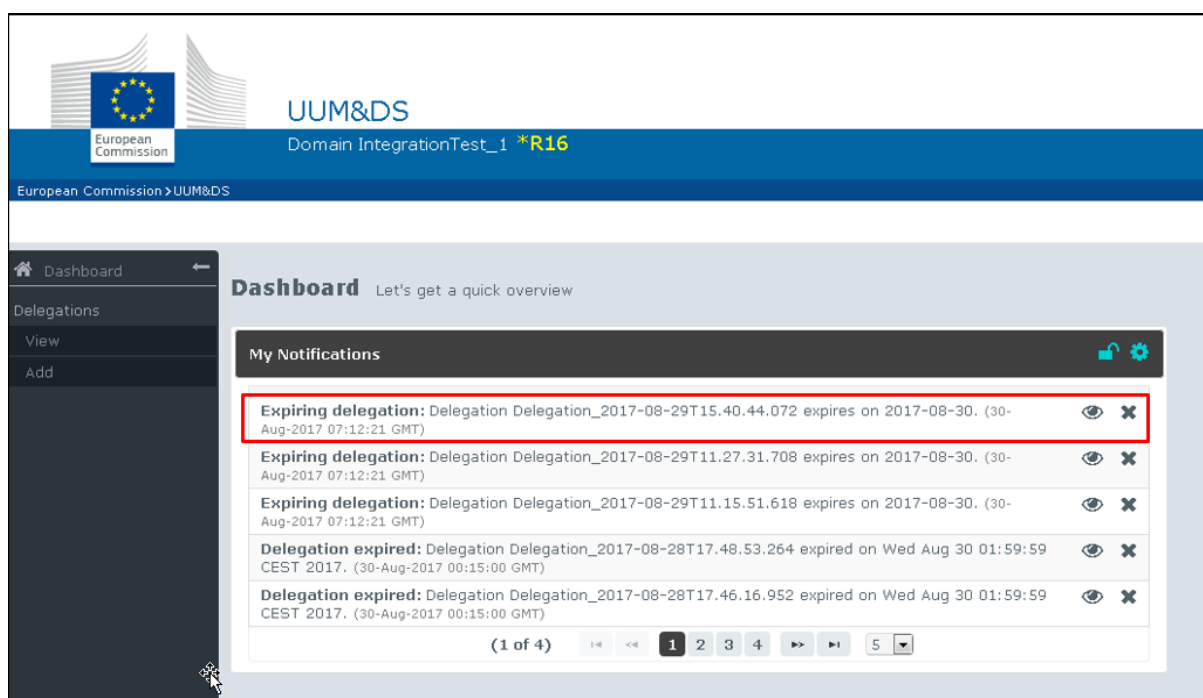 European
Commission
UUM&DS
Domain IntegrationTest_1 *R16
European Commission > UUM&DS
Dashboard
Delegations
View
Add
Dashboard Let's get a quick overview
My Notifications
Expiring delegation: Delegation Delegation_2017-08-29T15.40.44.072 expires on 2017-08-30. (30-
Aug-2017 07:12:21 GMT)
Expiring delegation: Delegation Delegation_2017-08-29T11.27.31.708 expires on 2017-08-30. (30-
Aug-2017 07:12:21 GMT)
Expiring delegation: Delegation Delegation_2017-08-29T11.15.51.618 expires on 2017-08-30. (30-
Aug-2017 07:12:21 GMT)
Delegation expired: Delegation Delegation_2017-08-28T17.48.53.264 expired on Wed Aug 30 01:59:59
CEST 2017. (30-Aug-2017 00:15:00 GMT)
Delegation expired: Delegation Delegation_2017-08-28T17.46.16.952 expired on Wed Aug 30 01:59:59
CEST 2017. (30-Aug-2017 00:15:00 GMT)
(1 of 4) 1 2 3 4 5